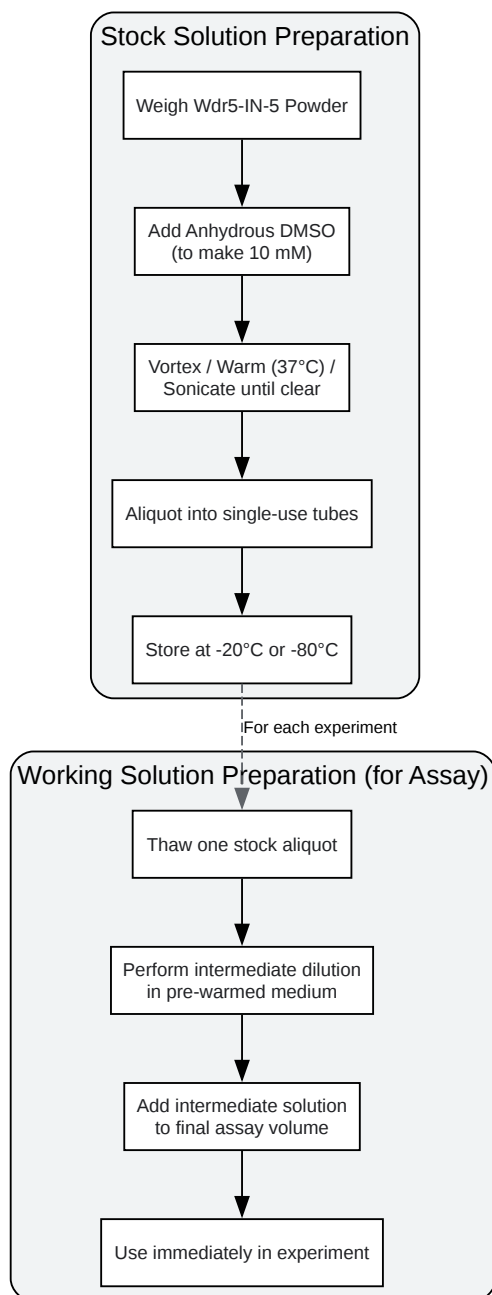 Stock Solution Preparation
Weigh Wdr5-IN-5 Powder
Add Anhydrous DMSO
(to make 10 mM)
Vortex / Warm (37°C) /
Sonicate until clear
Aliquot into single-use tubes
Store at -20°C or -80°C
For each experiment
Working Solution Preparation (for Assay)
Thaw one stock aliquot
Perform intermediate dilution
in pre-warmed medium
Add intermediate solution
to final assay volume
Use immediately in experiment